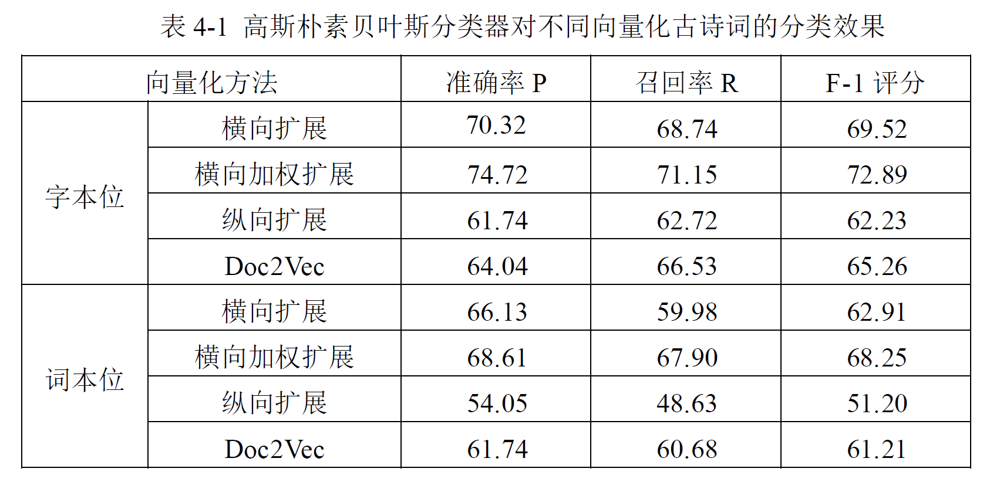 表 4-1 高斯朴素贝叶斯分类器对不同向量化古诗词的分类效果
向量化方法 准确率 P 召回率 R F-1 评分
字本位
横向扩展 70.32 68.74 69.52
横向加权扩展 74.72 71.15 72.89
纵向扩展 61.74 62.72 62.23
Doc2Vec 64.04 66.53 65.26
词本位
横向扩展 66.13 59.98 62.91
横向加权扩展 68.61 67.90 68.25
纵向扩展 54.05 48.63 51.20
Doc2Vec 61.74 60.68 61.21